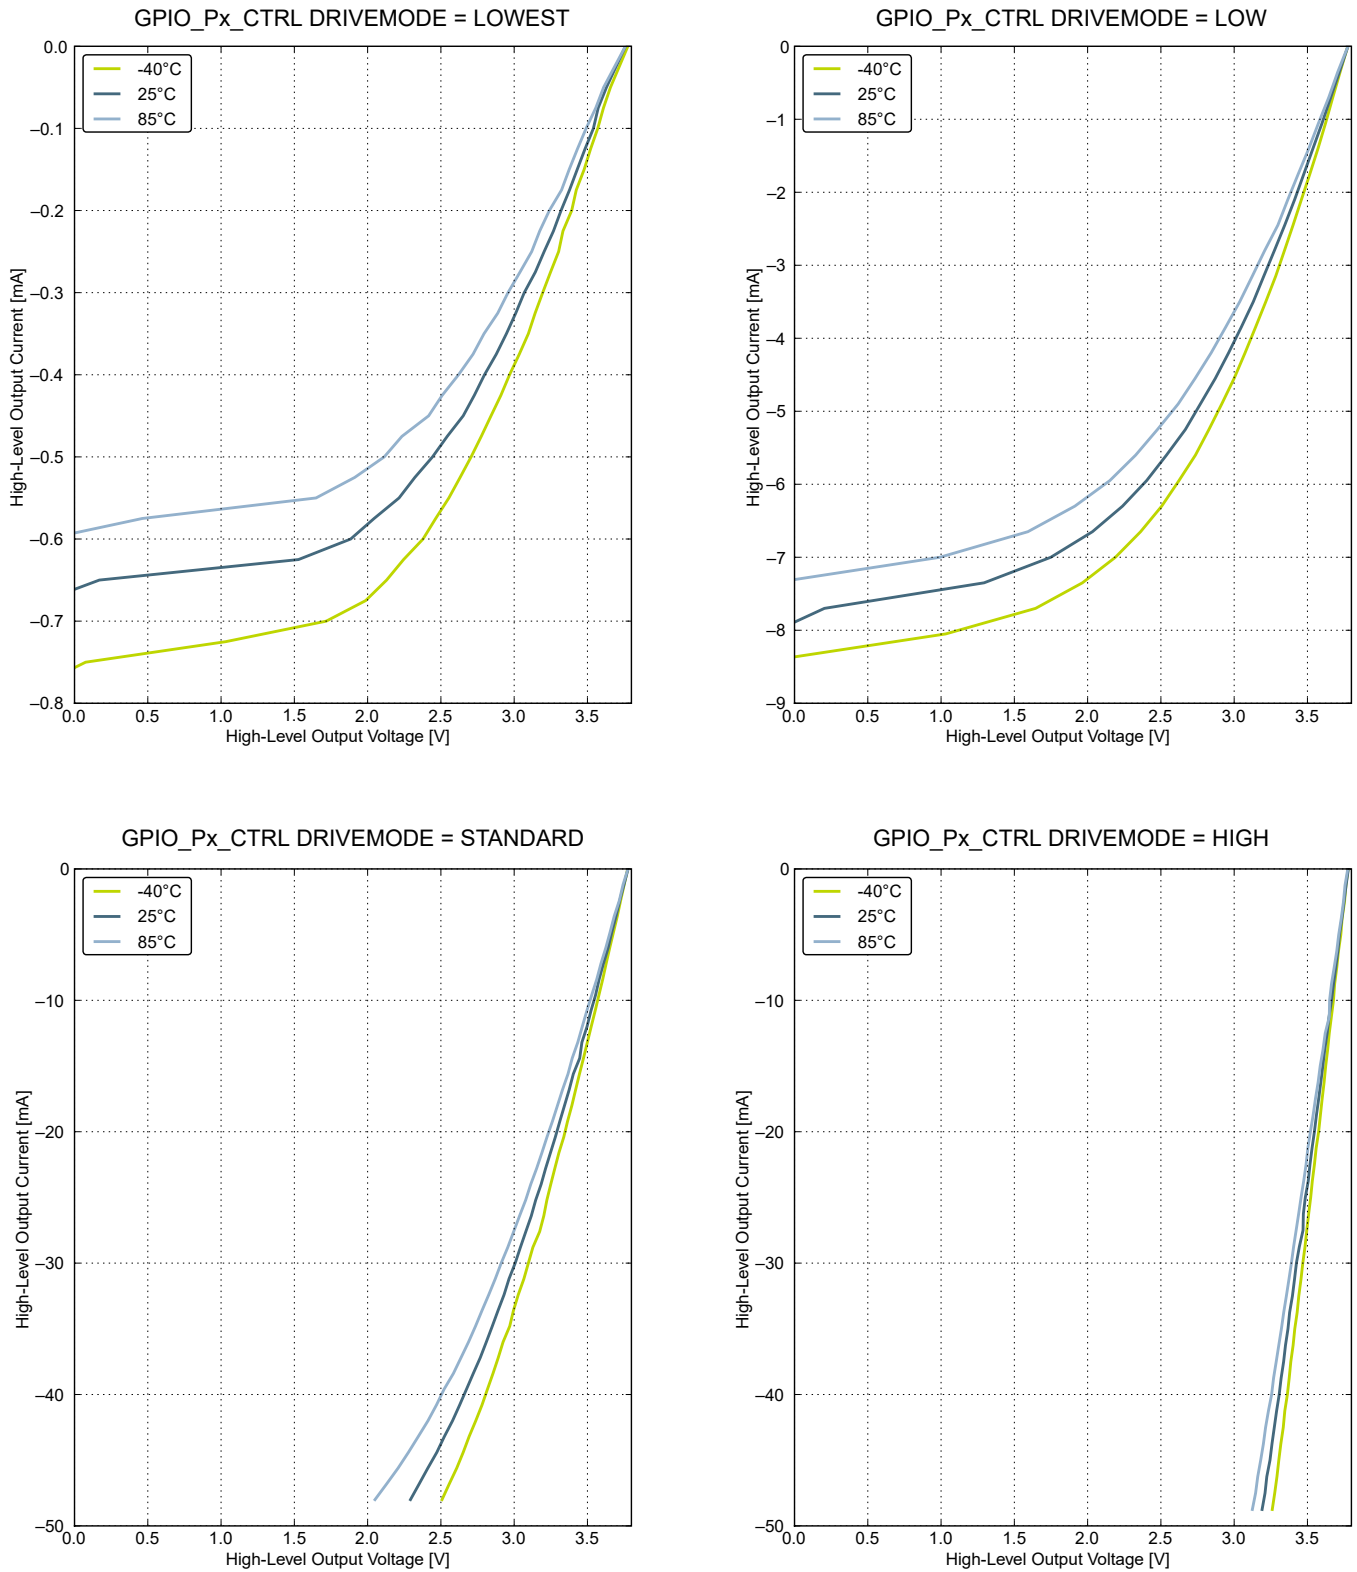 GPIO_Px_CTRL DRIVEMODE = LOWEST
0.0
–0.1
–0.2
–0.3
–0.4
–0.5
–0.6
–0.7
–0.8
High-Level Output Current [mA]
-40°C
25°C
85°C
0.0 0.5 1.0 1.5 2.0 2.5 3.0 3.5
High-Level Output Voltage [V]
GPIO_Px_CTRL DRIVEMODE = LOW
0
–1
–2
–3
–4
–5
–6
–7
–8
–9
High-Level Output Current [mA]
-40°C
25°C
85°C
0.0 0.5 1.0 1.5 2.0 2.5 3.0 3.5
High-Level Output Voltage [V]
GPIO_Px_CTRL DRIVEMODE = STANDARD
0
–10
–20
–30
–40
–50
High-Level Output Current [mA]
-40°C
25°C
85°C
0.0 0.5 1.0 1.5 2.0 2.5 3.0 3.5
High-Level Output Voltage [V]
GPIO_Px_CTRL DRIVEMODE = HIGH
0
–10
–20
–30
–40
–50
High-Level Output Current [mA]
-40°C
25°C
85°C
0.0 0.5 1.0 1.5 2.0 2.5 3.0 3.5
High-Level Output Voltage [V]